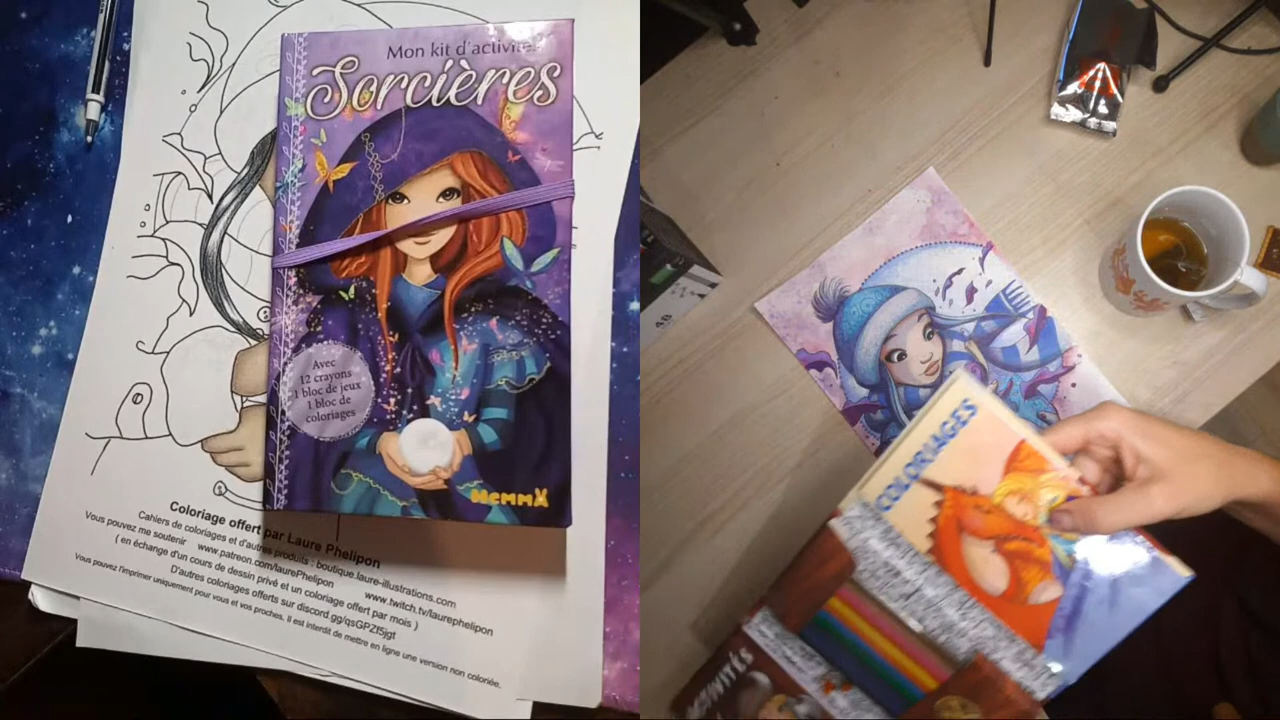 Mon kit d'activités
Sorcières
Avec
12 crayons
1 bloc de jeux
1 bloc de
coloriages
HEMMA
Coloriage offert par Laure Phelipon
Cahiers de coloriages et d'autres produits : boutique.laure-illustrations.com
Vous pouvez me soutenir www.patreon.com/laurePhelipon www.twitch.tv/laurephelipon
( en échange d'un cours de dessin privé et un coloriage offert par mois )
D'autres coloriages offerts sur discord.gg/qsGPZf5jgt
Vous pouvez l'imprimer uniquement pour vous et vos proches. Il est interdit de mettre en ligne une version non coloriée.
COLORIAGES
ACTIVITÉS